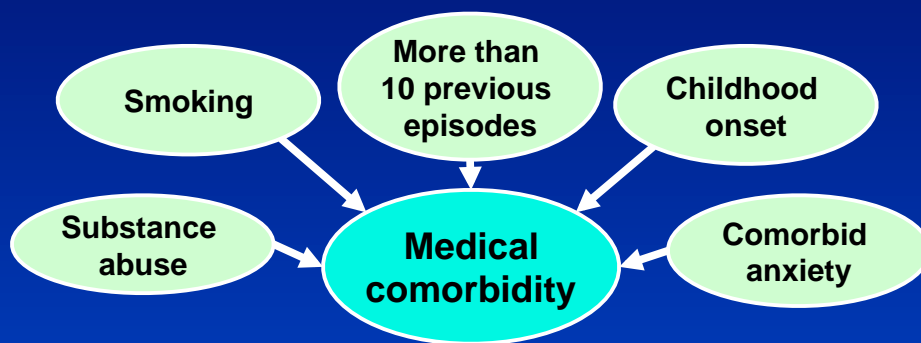 More than
10 previous
episodes
Smoking
Childhood
onset
Substance
abuse
Medical
comorbidity
Comorbid
anxiety